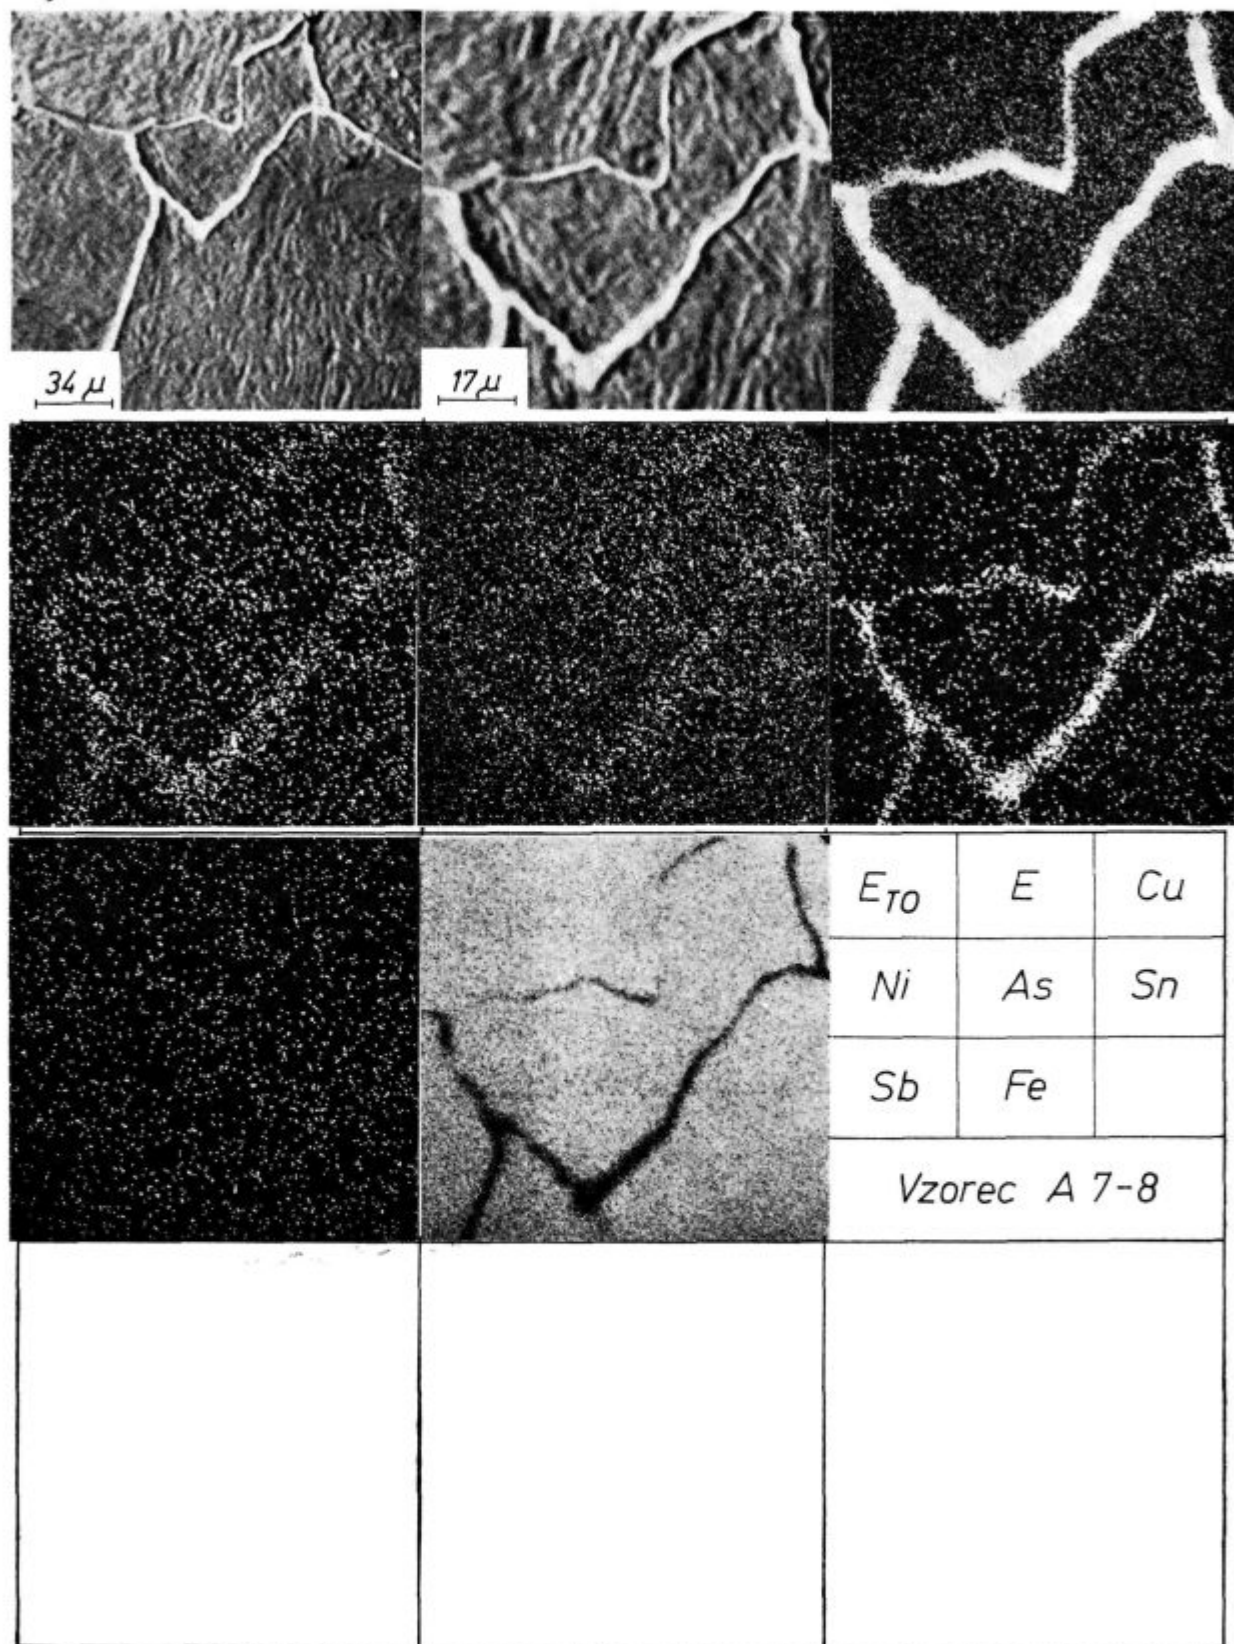 34 μ
17 μ
E_TO E Cu
Ni As Sn
Sb Fe
Vzorec A 7-8